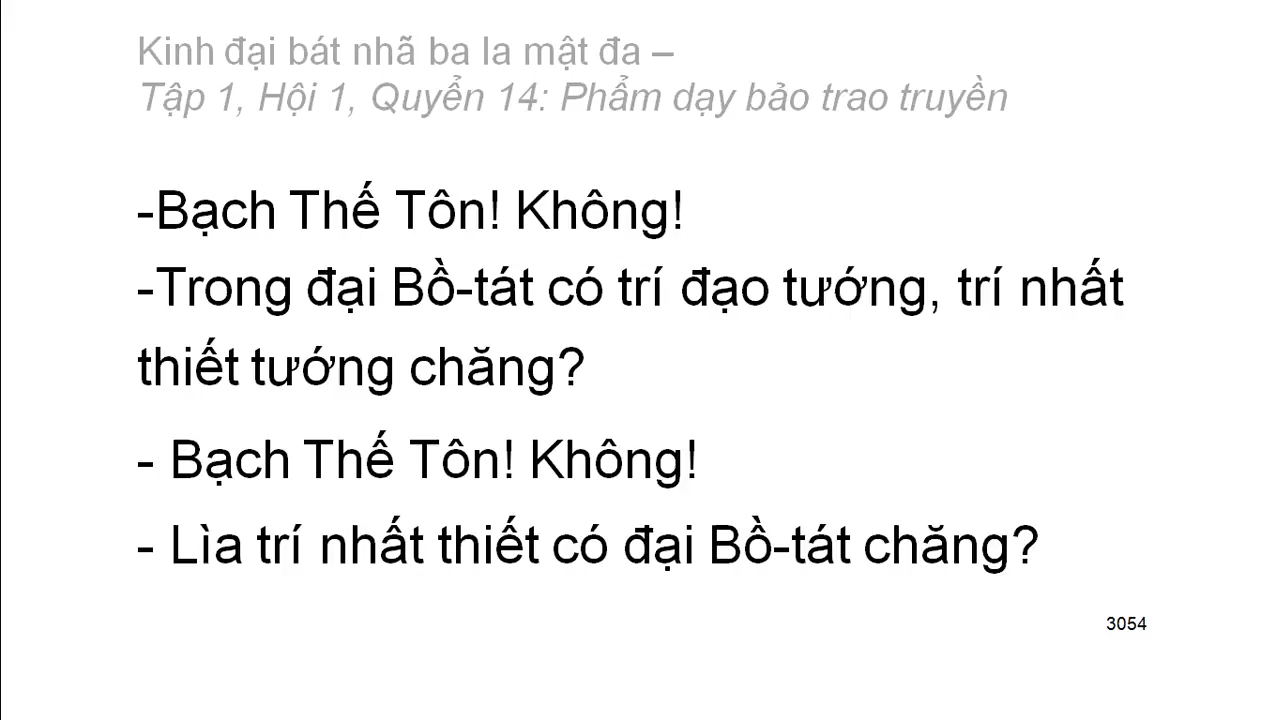 Kinh đại bát nhã ba la mật đa –
Tập 1, Hội 1, Quyển 14: Phẩm dạy bảo trao truyền
-Bạch Thế Tôn! Không!
-Trong đại Bồ-tát có trí đạo tướng, trí nhất
thiết tướng chăng?
- Bạch Thế Tôn! Không!
- Lìa trí nhất thiết có đại Bồ-tát chăng?
3054